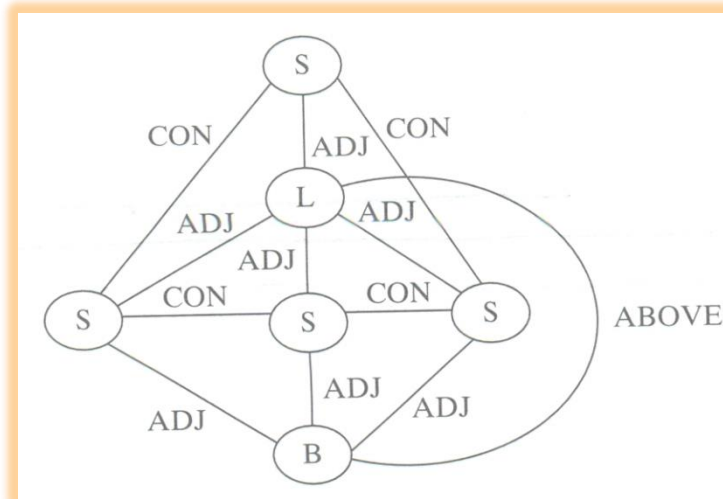 S
CON CON
ADJ
L
ADJ ADJ
ADJ
CON CON
S S S
ABOVE
ADJ
ADJ ADJ
B